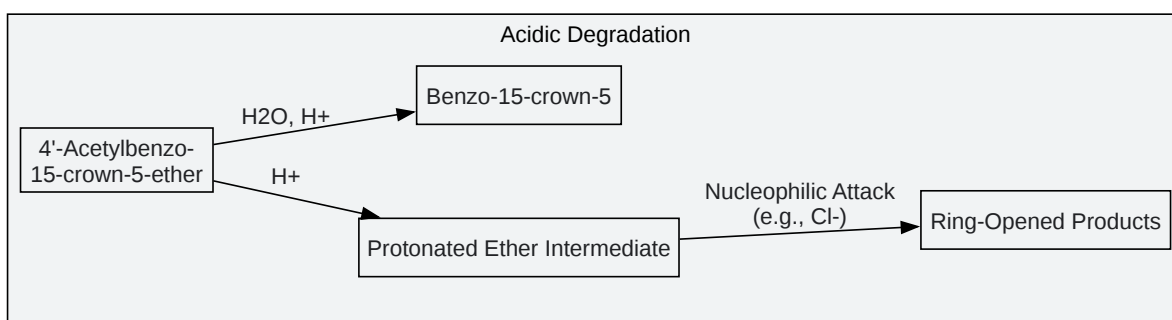 Acidic Degradation
Benzo-15-crown-5
H2O, H+
4'-Acetylbenzo-
15-crown-5-ether
H+
Nucleophilic Attack
(e.g., Cl-)
Ring-Opened Products
Protonated Ether Intermediate